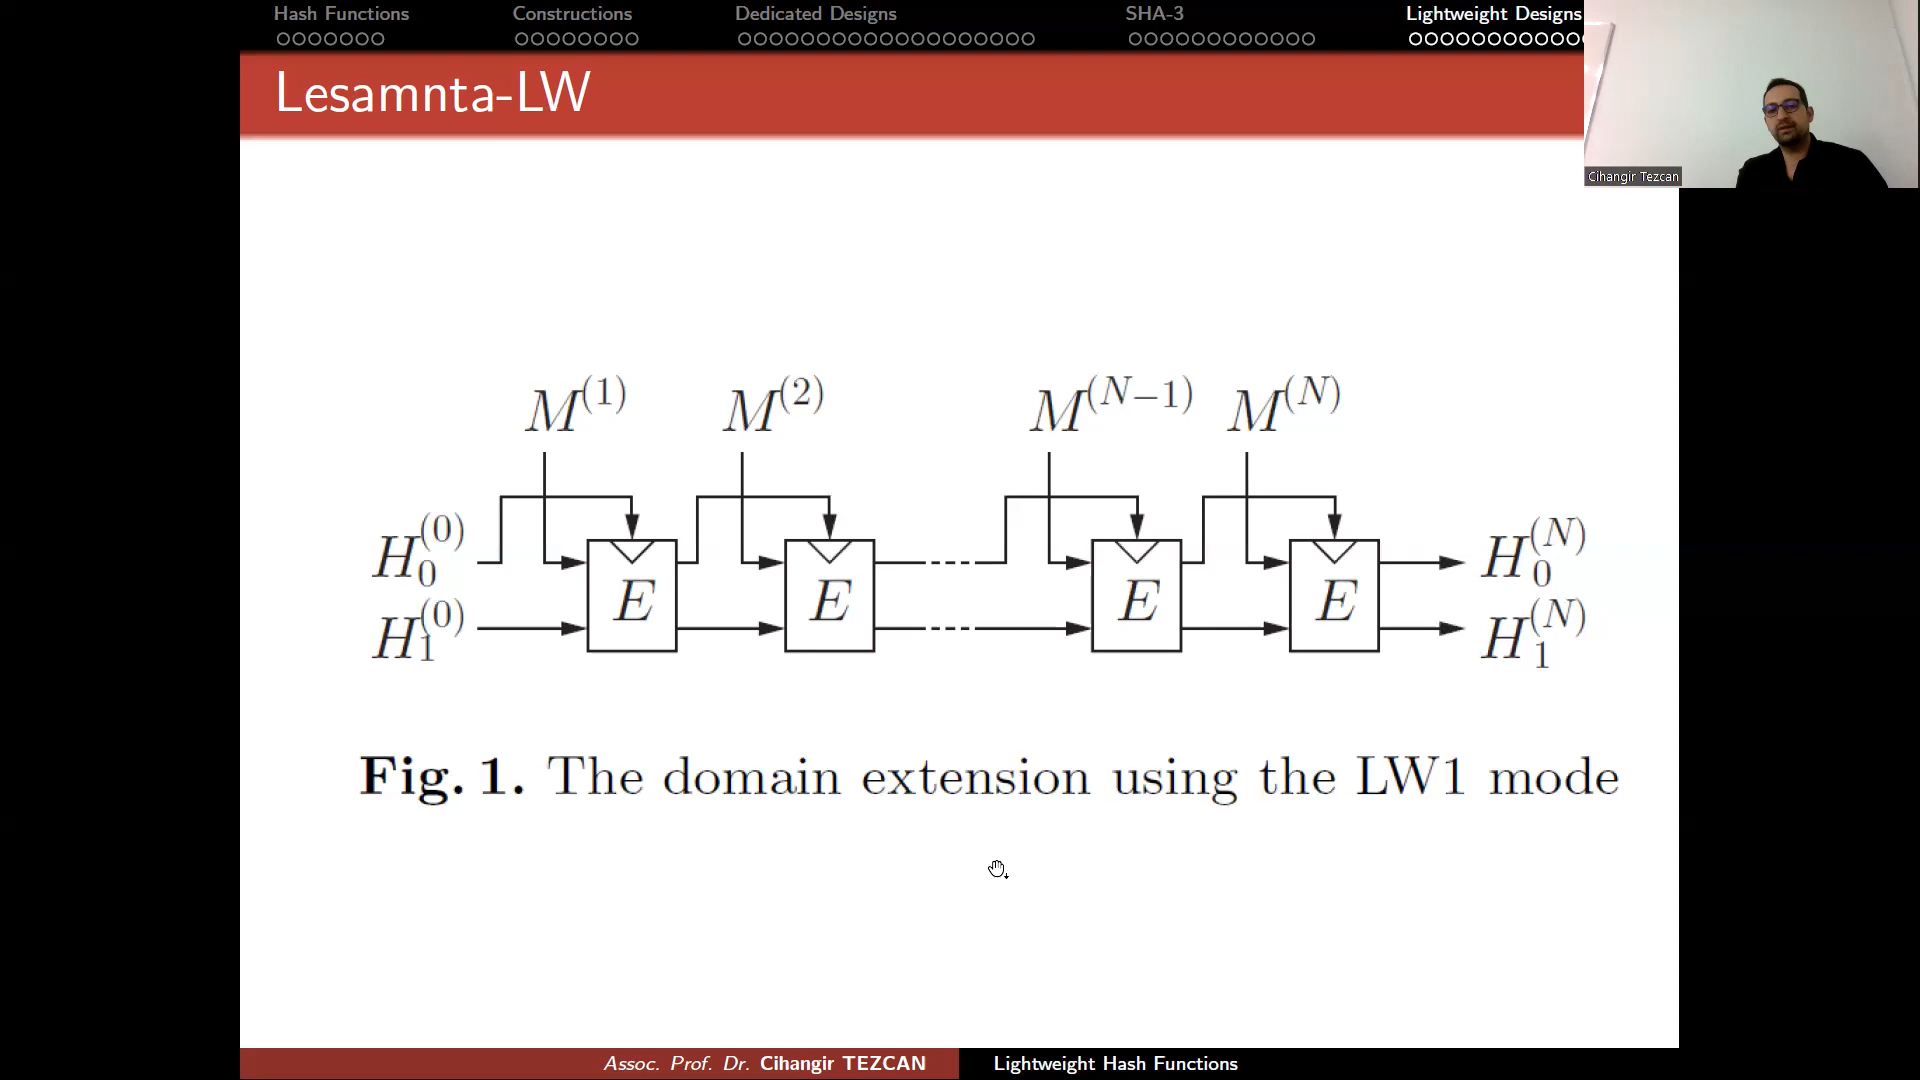 Hash Functions Constructions Dedicated Designs SHA-3 Lightweight Designs
Lesamnta-LW
Cihangir Tezcan
M^(1) M^(2) M^(N−1) M^(N)
H_0^(0) H_0^(N)
E E E E
H_1^(0) H_1^(N)
Fig. 1. The domain extension using the LW1 mode
Assoc. Prof. Dr. Cihangir TEZCAN Lightweight Hash Functions